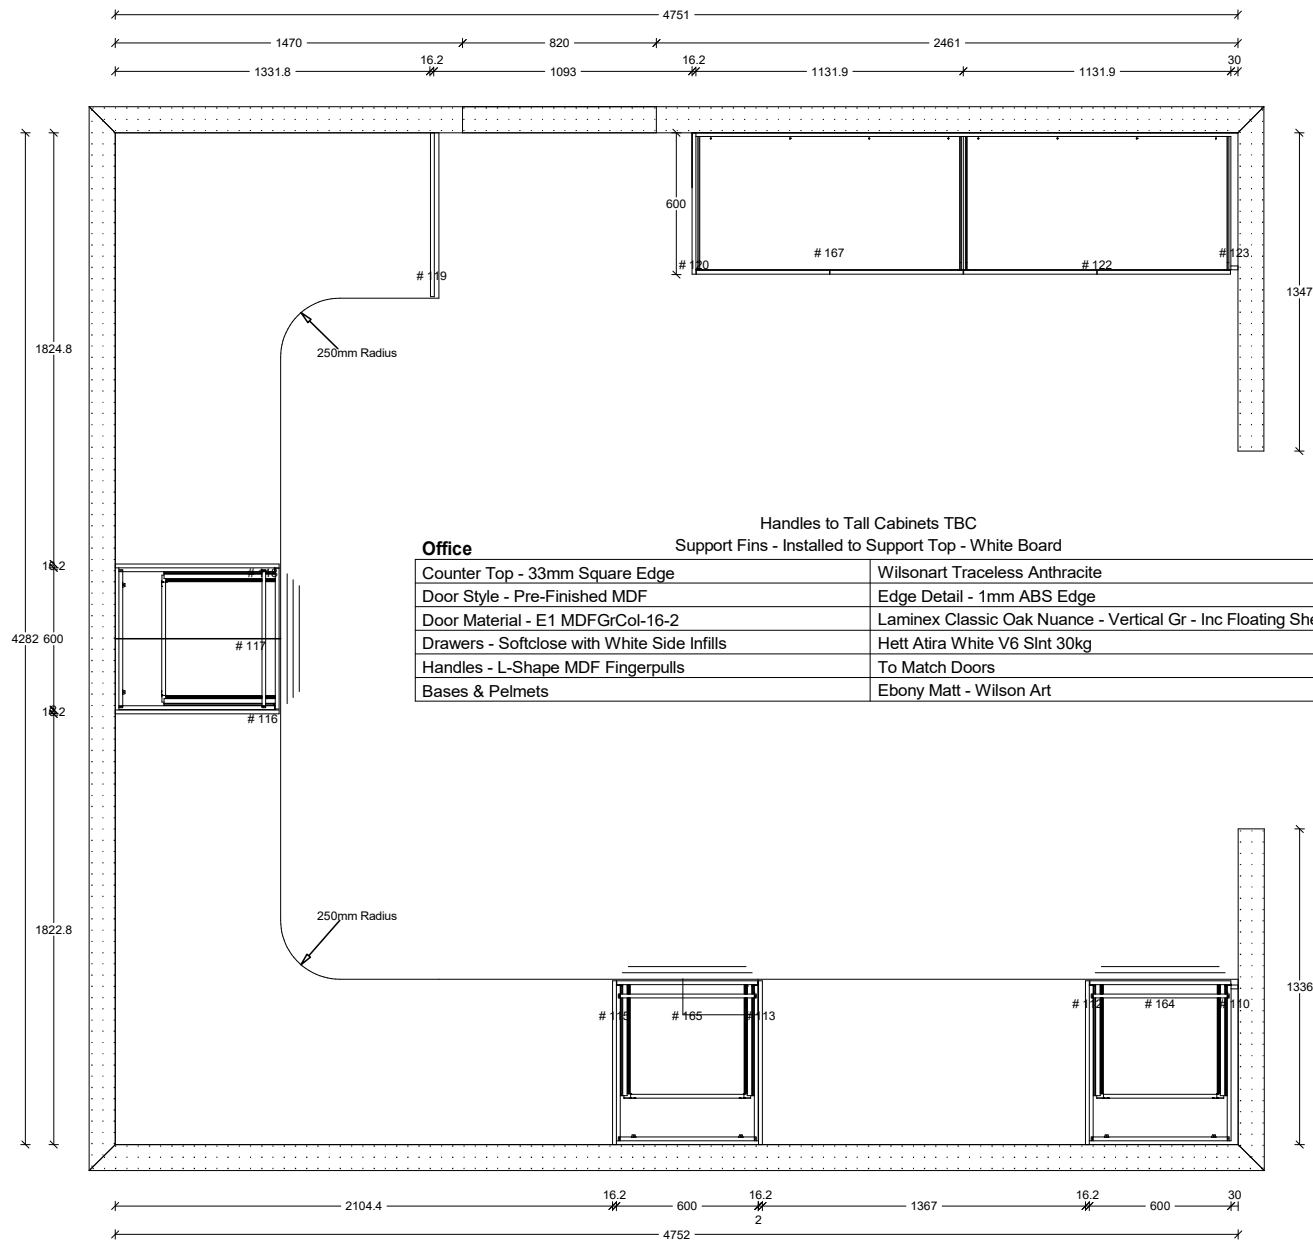 4751
1470 820 2461
16.2 16.2 30
1331.8 1093 1131.9 1131.9
600
# 167
# 120 # 122 # 123
# 119
1347
1824.8
250mm Radius
Handles to Tall Cabinets TBC
Office
Support Fins - Installed to Support Top - White Board
Counter Top - 33mm Square Edge Wilsonart Traceless Anthracite
Door Style - Pre-Finished MDF Edge Detail - 1mm ABS Edge
Door Material - E1 MDFGrCol-16-2 Laminex Classic Oak Nuance - Vertical Gr - Inc Floating She
Drawers - Softclose with White Side Infills Hett Atira White V6 Slnt 30kg
Handles - L-Shape MDF Fingerpulls To Match Doors
Bases & Pelmets Ebony Matt - Wilson Art
4282 600
# 117
# 116
250mm Radius
1822.8
1336
# 115 # 165 # 113 # 112 # 164 # 110
16.2 16.2 16.2 30
2104.4 600 1367 600
2
4752